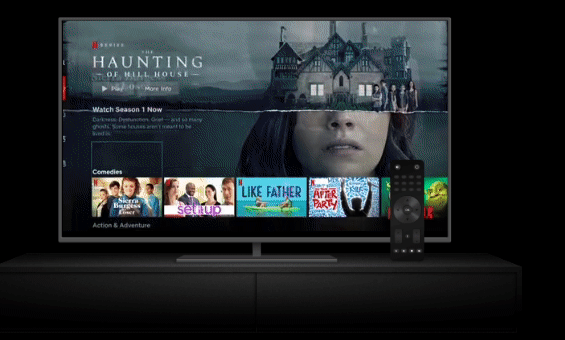 N SERIES
THE
HAUNTING
OF HILL HOUSE
Play More Info
Watch Season 1 Now
Darkness. Destruction. Grief — and so many
ghosts. Some houses aren't meant to be
lived in.
Comedies
Sierra
Burgess
Loser
set it up
LIKE FATHER
AFTER
PARTY
Action & Adventure